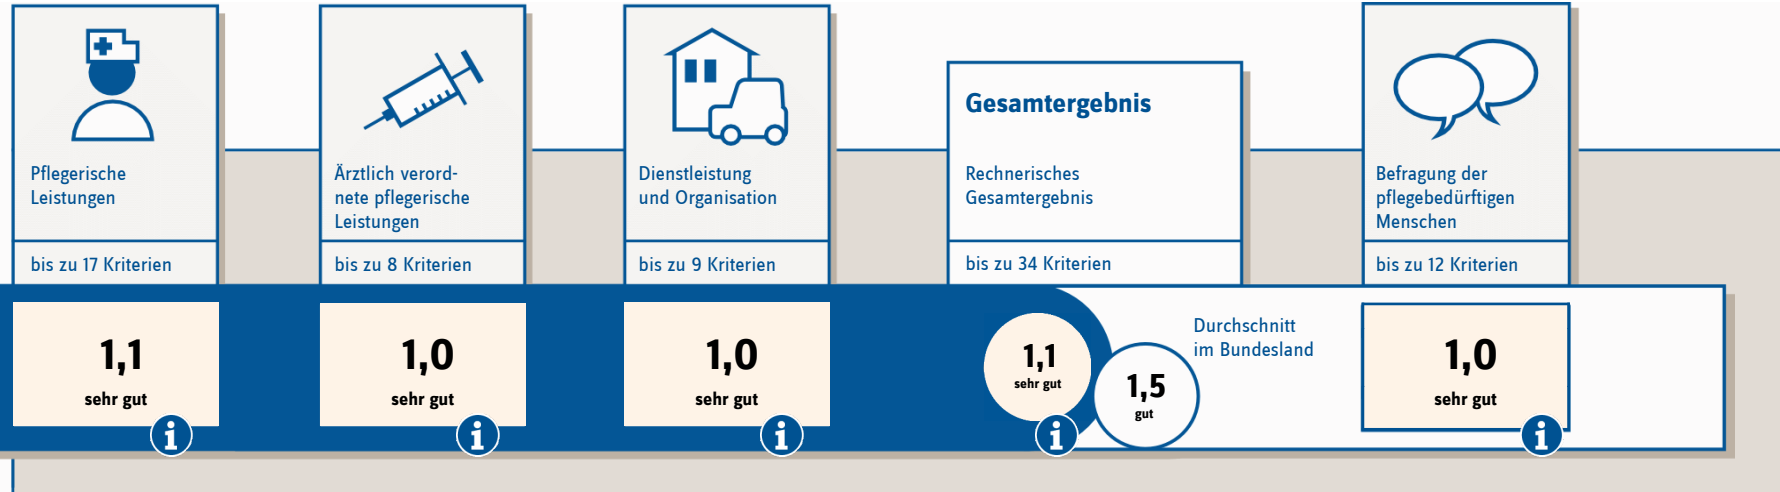 Pflegerische
Leistungen
bis zu 17 Kriterien
1,1
sehr gut
i
Ärztlich verord-
nete pflegerische
Leistungen
bis zu 8 Kriterien
1,0
sehr gut
i
Dienstleistung
und Organisation
bis zu 9 Kriterien
1,0
sehr gut
i
Gesamtergebnis
Rechnerisches
Gesamtergebnis
bis zu 34 Kriterien
1,1
sehr gut
i
1,5
gut
Durchschnitt
im Bundesland
Befragung der
pflegebedürftigen
Menschen
bis zu 12 Kriterien
1,0
sehr gut
i